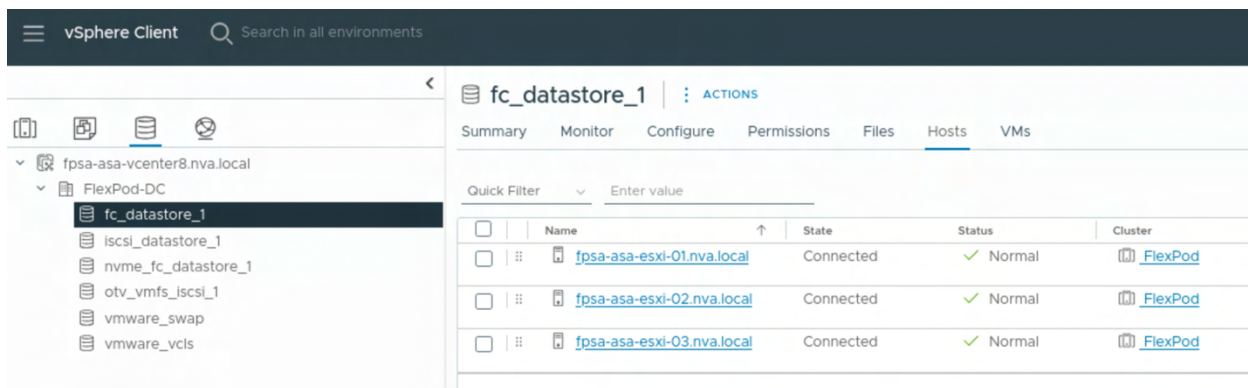 vSphere Client Search in all environments
fc_datastore_1 ACTIONS
Summary Monitor Configure Permissions Files Hosts VMs
fpsa-asa-vcenter8.nva.local
FlexPod-DC
fc_datastore_1
iscsi_datastore_1
nvme_fc_datastore_1
otv_vmfs_iscsi_1
vmware_swap
vmware_vcls
Quick Filter Enter value
Name State Status Cluster
fpsa-asa-esxi-01.nva.local Connected Normal FlexPod
fpsa-asa-esxi-02.nva.local Connected Normal FlexPod
fpsa-asa-esxi-03.nva.local Connected Normal FlexPod